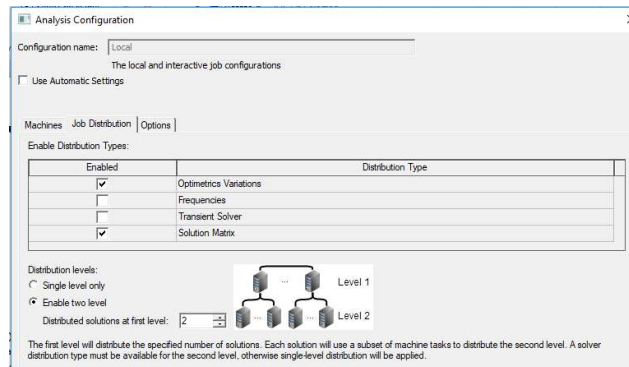 Analysis Configuration
Configuration name: Local
The local and interactive job configurations
Use Automatic Settings
Machines Job Distribution Options
Enable Distribution Types:
Enabled Distribution Type
Optimetrics Variations
Frequencies
Transient Solver
Solution Matrix
Distribution levels:
Single level only
... Level 1
Enable two level
Distributed solutions at first level: 2
... ... Level 2
The first level will distribute the specified number of solutions. Each solution will use a subset of machine tasks to distribute the second level. A solver
distribution type must be available for the second level, otherwise single-level distribution will be applied.